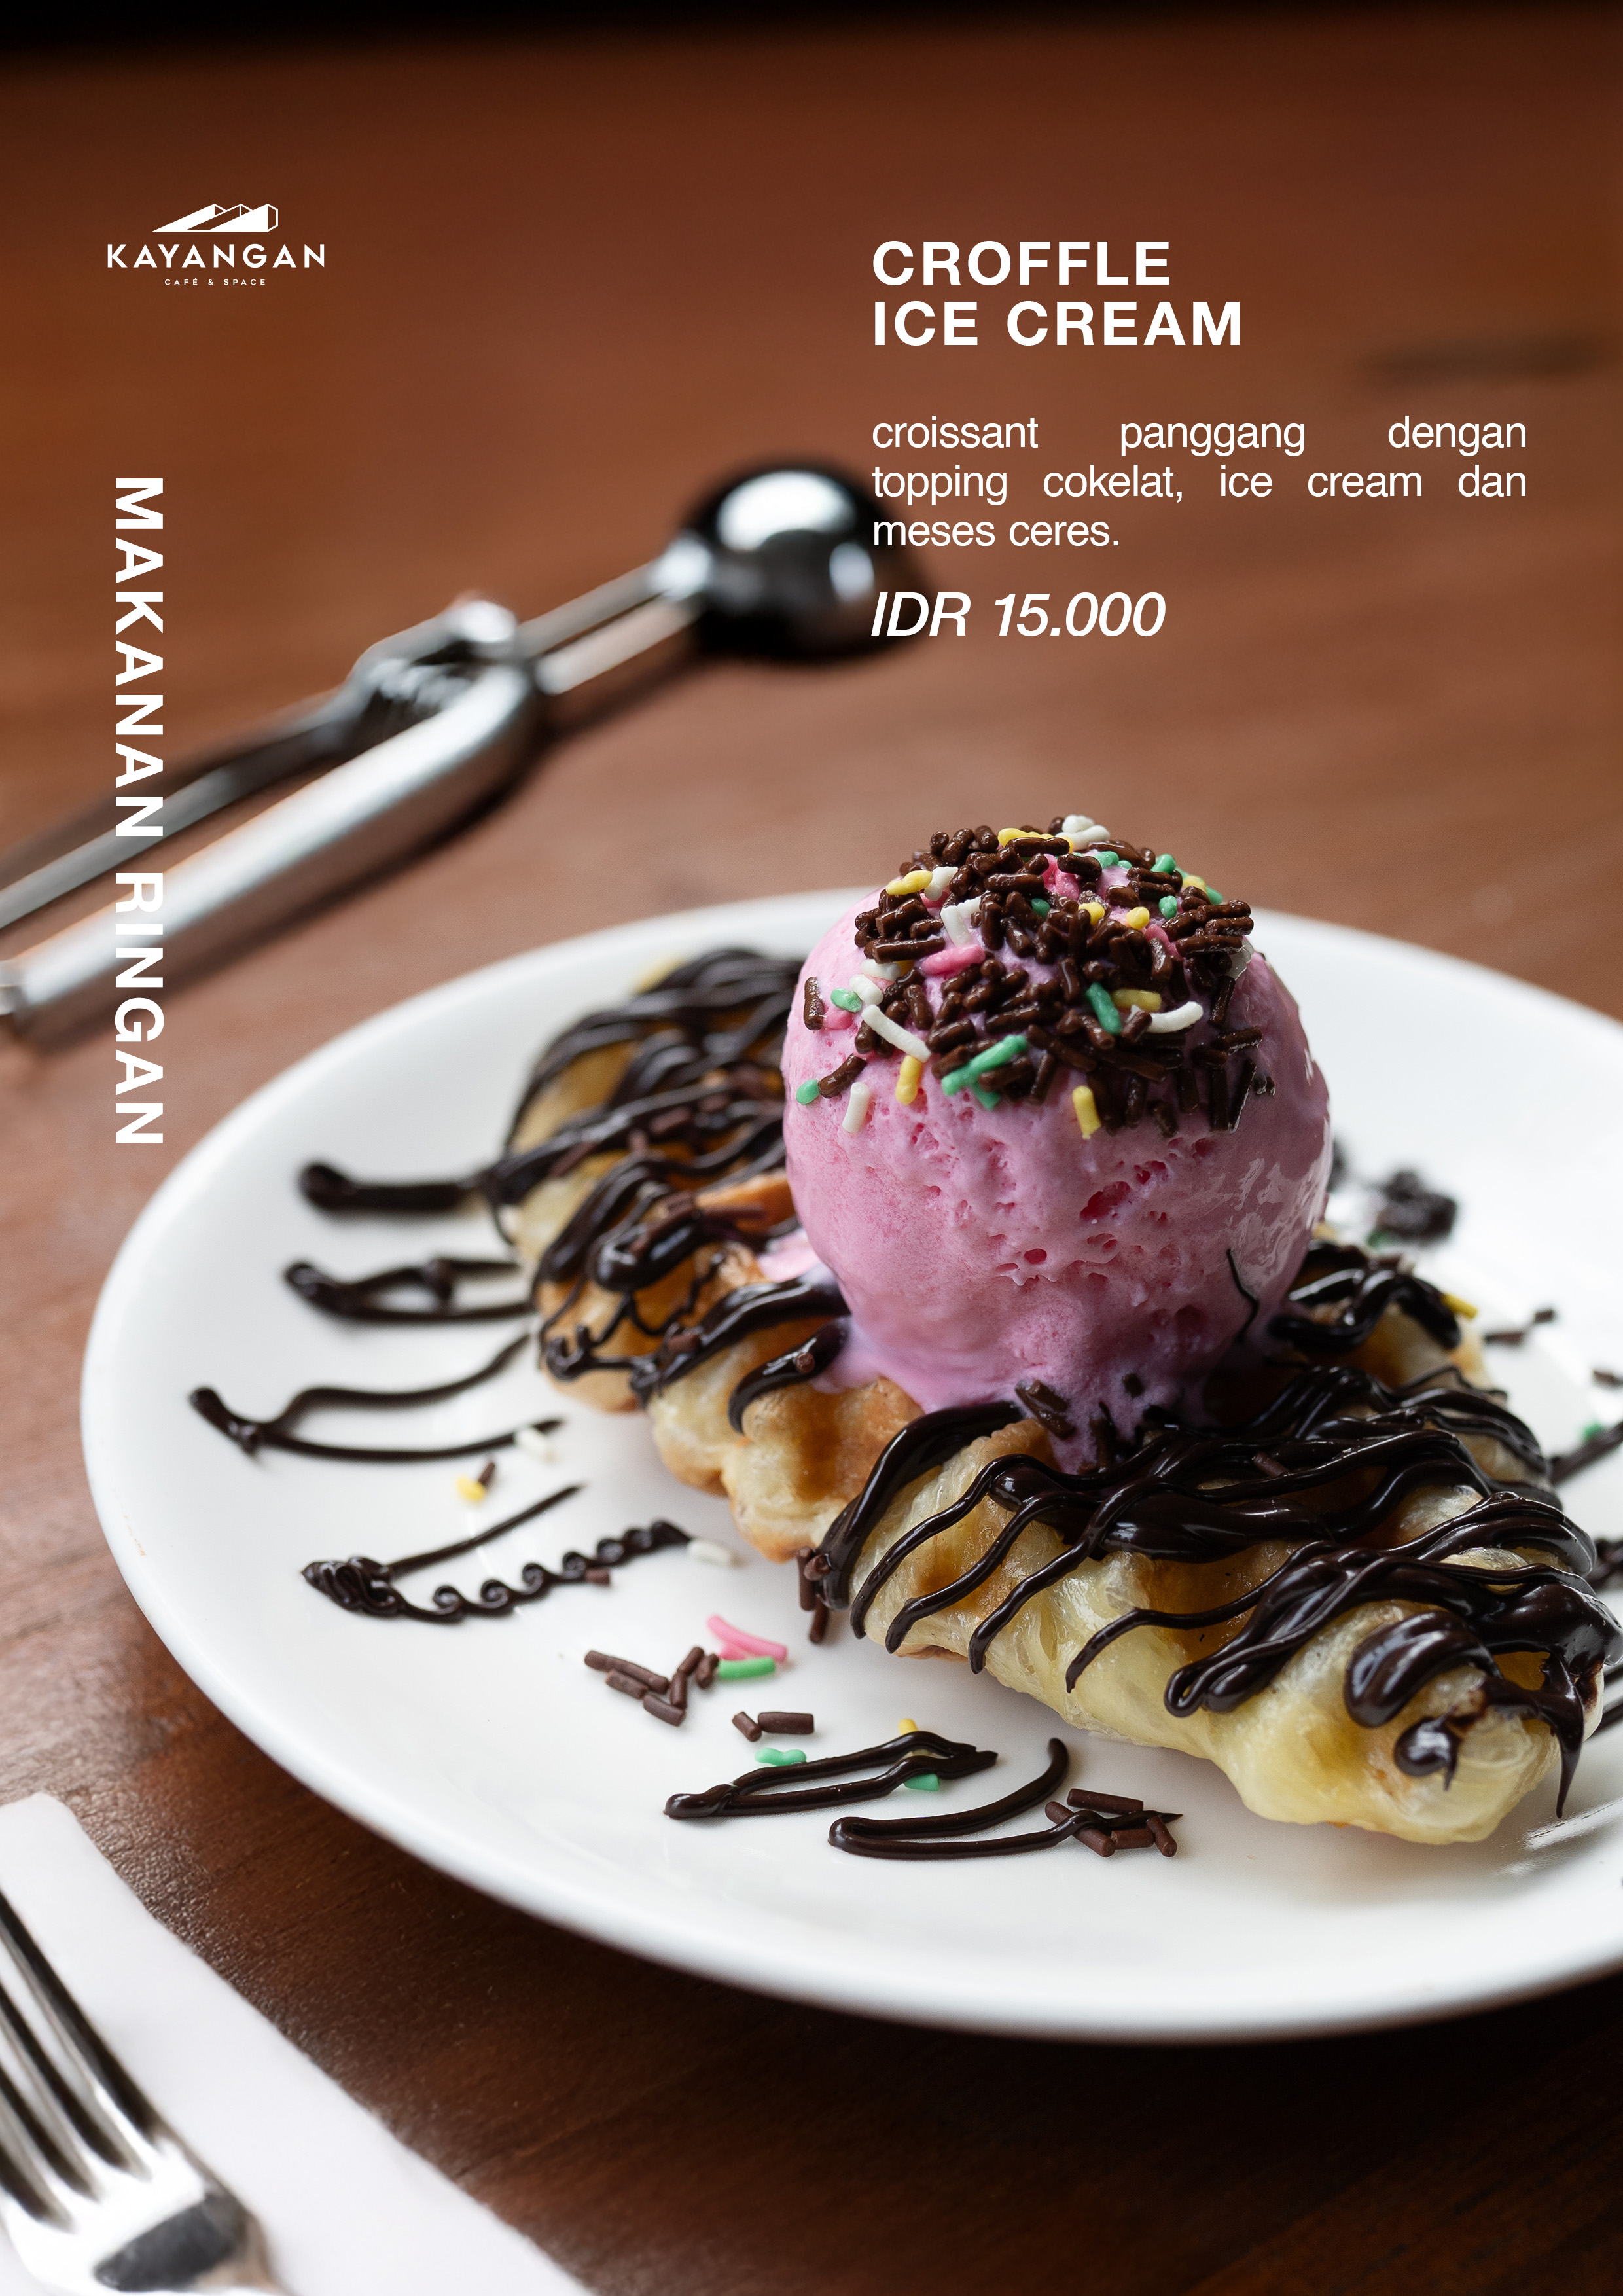 KAYANGAN
CAFÉ & SPACE
CROFFLE
ICE CREAM
croissant panggang dengan
topping cokelat, ice cream dan
meses ceres.
IDR 15.000
MAKANAN RINGAN